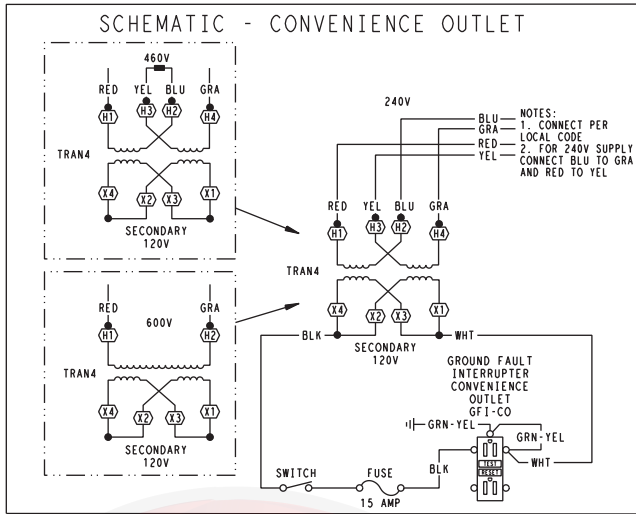 SCHEMATIC - CONVENIENCE OUTLET
460V
RED YEL BLU GRA
H1 H3 H2 H4
TRAN4
X4 X2 X3 X1
SECONDARY
120V
600V
RED GRA
H1 H2
TRAN4
X4 X2 X3 X1
SECONDARY
120V
240V
BLU
GRA
RED
YEL
NOTES:
1. CONNECT PER
LOCAL CODE
2. FOR 240V SUPPLY
CONNECT BLU TO GRA
AND RED TO YEL
RED YEL BLU GRA
H1 H3 H2 H4
TRAN4
X4 X2 X3 X1
BLK WHT
SECONDARY
120V
GROUND FAULT
INTERRUPTER
CONVENIENCE
OUTLET
GFI-CO
GRN-YEL
GRN-YEL
WHT
BLK
TEST
RESET
SWITCH FUSE
15 AMP